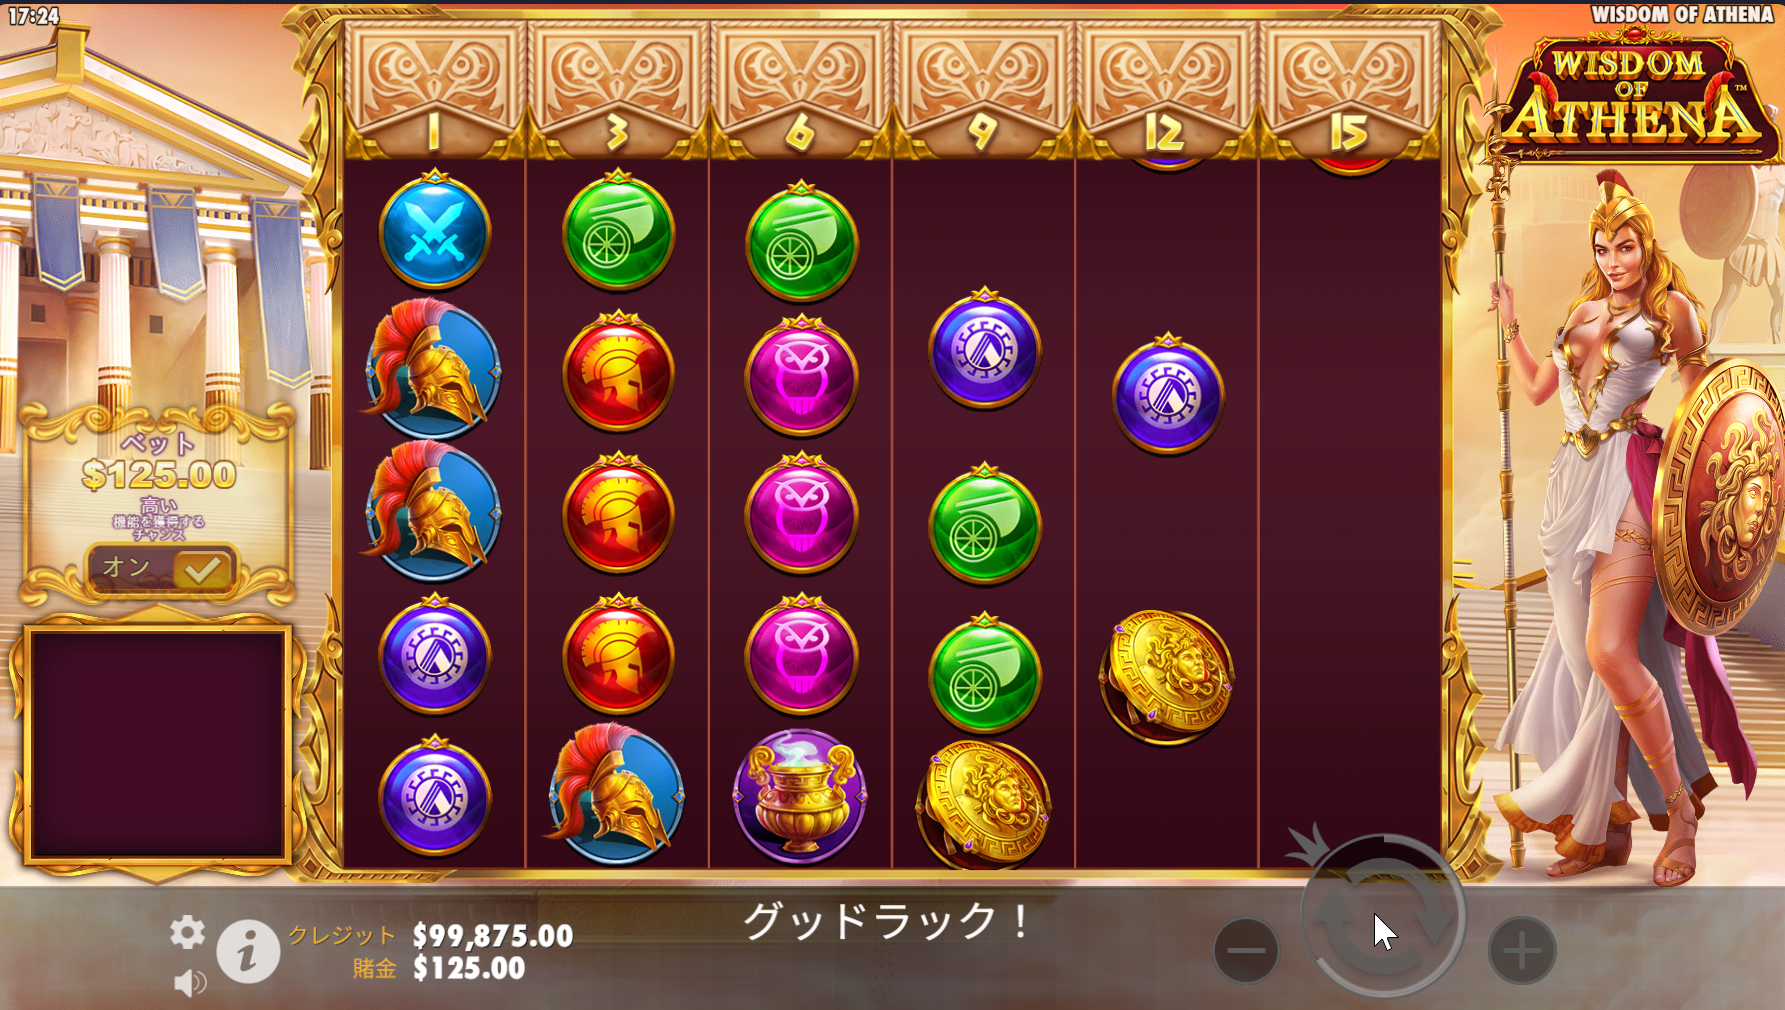 17:24
WISDOM OF ATHENA
WISDOM
OF
ATHENA™
1 3 6 9 12 15
ベット
$125.00
高い
機能を獲得する
チャンス
オン
クレジット $99,875.00
賭金 $125.00
グッドラック！